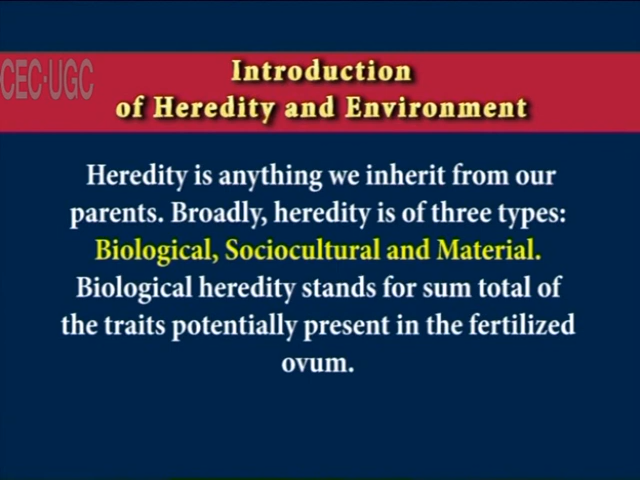 CEC-UGC
Introduction
of Heredity and Environment
Heredity is anything we inherit from our
parents. Broadly, heredity is of three types:
Biological, Sociocultural and Material.
Biological heredity stands for sum total of
the traits potentially present in the fertilized
ovum.